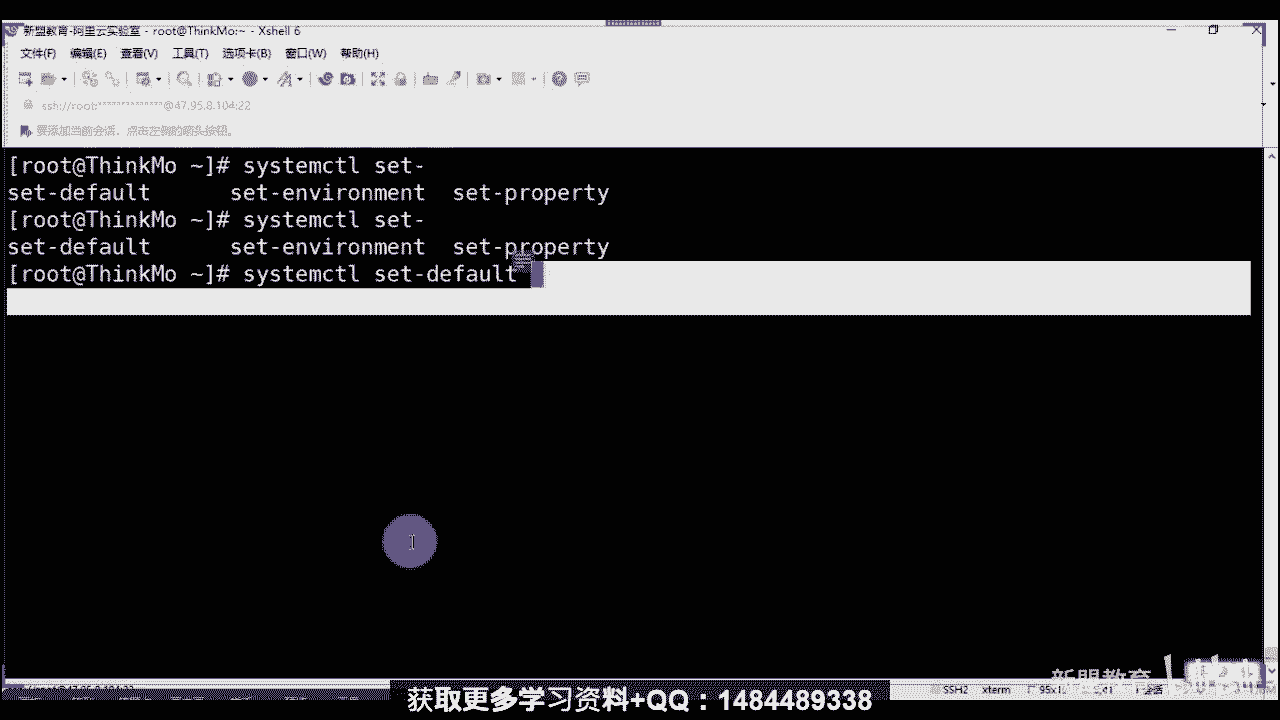 新盟教育-阿里云实验室 - root@ThinkMo:~ - Xshell 6
文件(F) 编辑(E) 查看(V) 工具(T) 选项卡(B) 窗口(W) 帮助(H)
ssh://root:*************@47.95.8.104:22
要添加当前会话，点击左侧的箭头按钮。
[root@ThinkMo ~]# systemctl set-
set-default set-environment set-property
[root@ThinkMo ~]# systemctl set-
set-default set-environment set-property
[root@ThinkMo ~]# systemctl set-default
新盟教育
SSH2 xterm
获取更多学习资料+QQ：1484489338